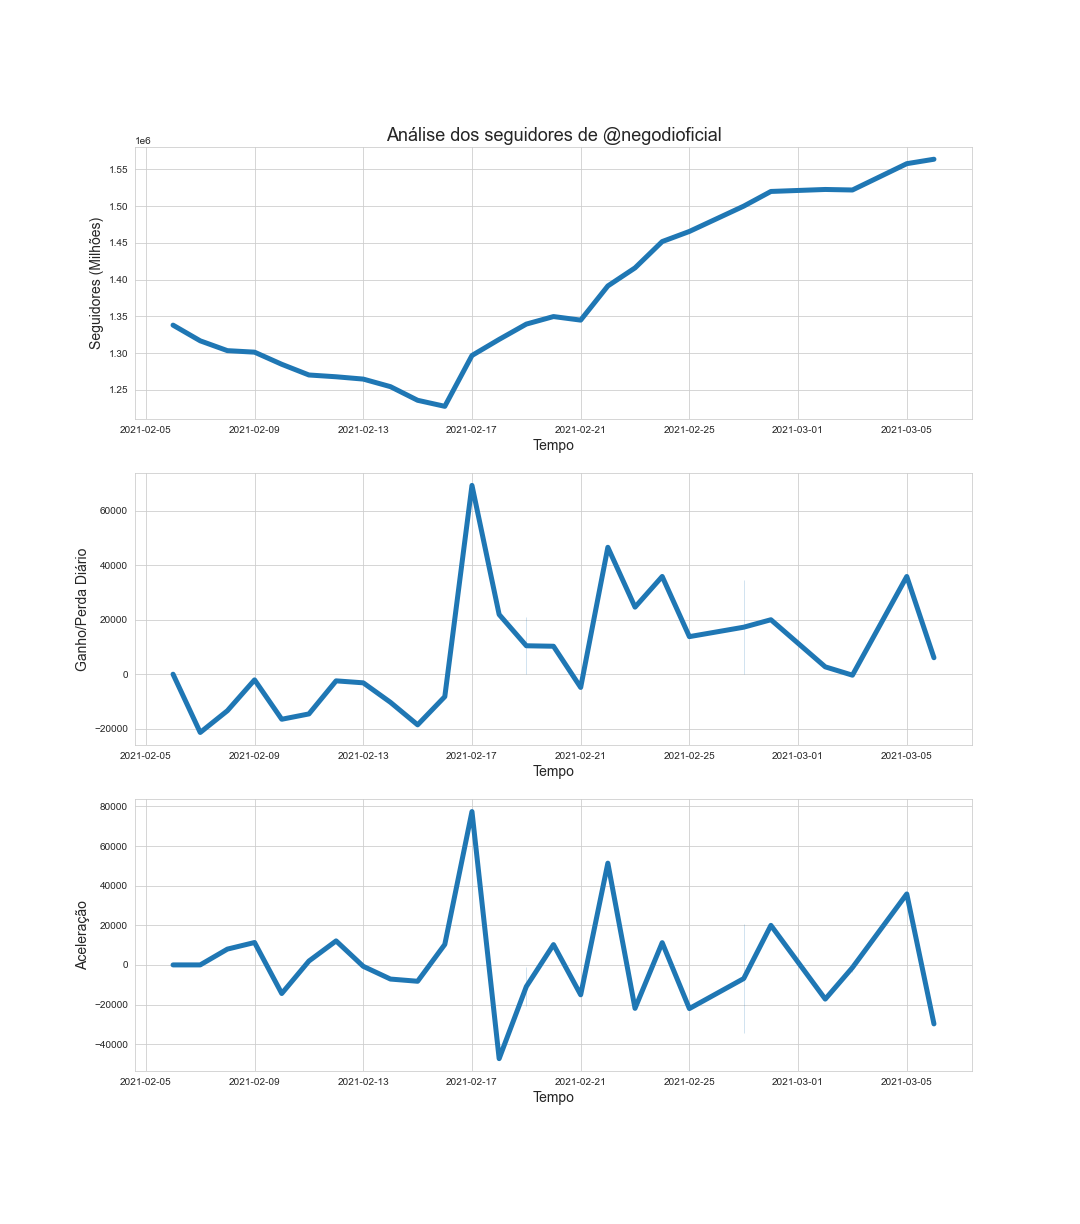 Análise dos seguidores de @negodioficial
1e6
1.55
1.50
1.45
1.40
1.35
1.30
1.25
Seguidores (Milhões)
2021-02-05 2021-02-09 2021-02-13 2021-02-17 2021-02-21 2021-02-25 2021-03-01 2021-03-05
Tempo
60000
40000
20000
0
−20000
Ganho/Perda Diário
2021-02-05 2021-02-09 2021-02-13 2021-02-17 2021-02-21 2021-02-25 2021-03-01 2021-03-05
Tempo
80000
60000
40000
20000
0
−20000
−40000
Aceleração
2021-02-05 2021-02-09 2021-02-13 2021-02-17 2021-02-21 2021-02-25 2021-03-01 2021-03-05
Tempo